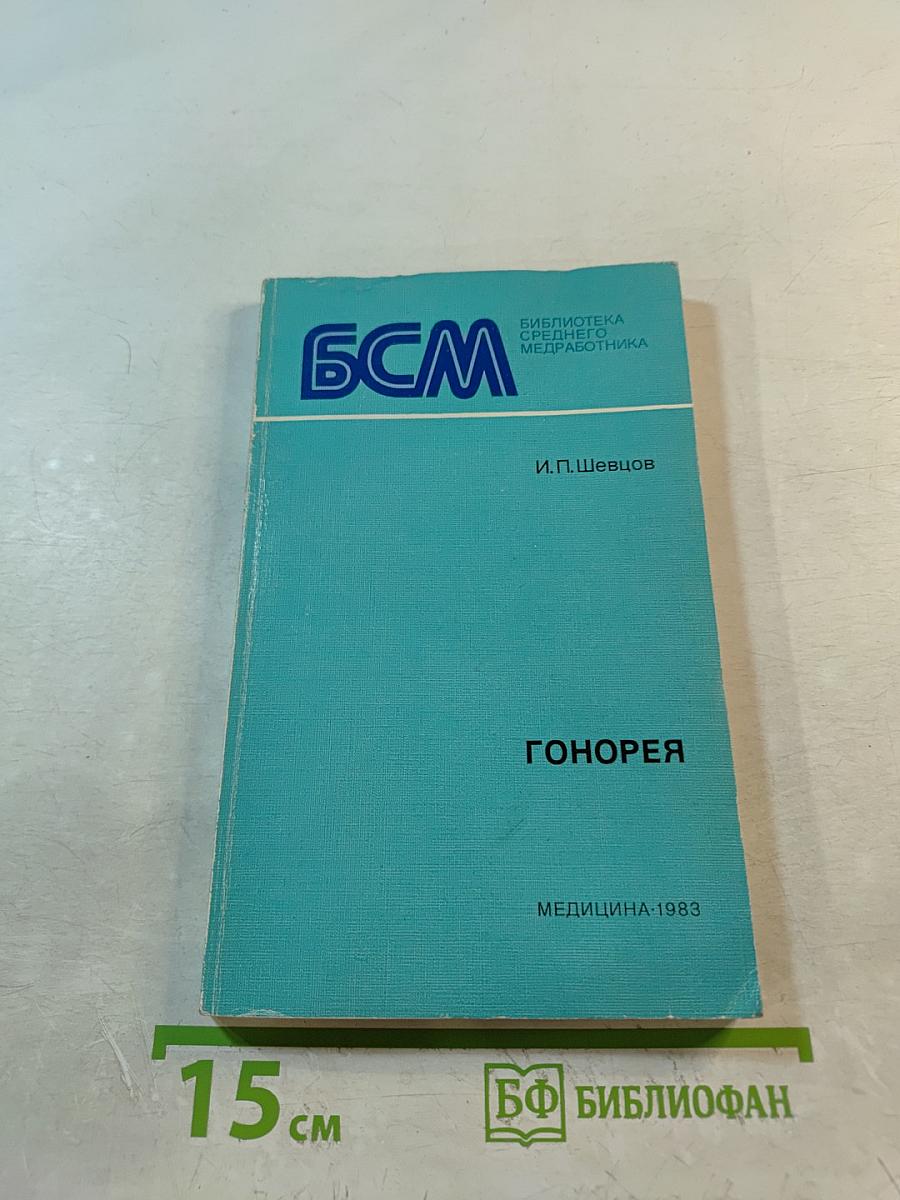 БСМ
БИБЛИОТЕКА
СРЕДНЕГО
МЕДРАБОТНИКА
И.П.Шевцов
ГОНОРЕЯ
МЕДИЦИНА·1983
15 см
БФ БИБЛИОФАН